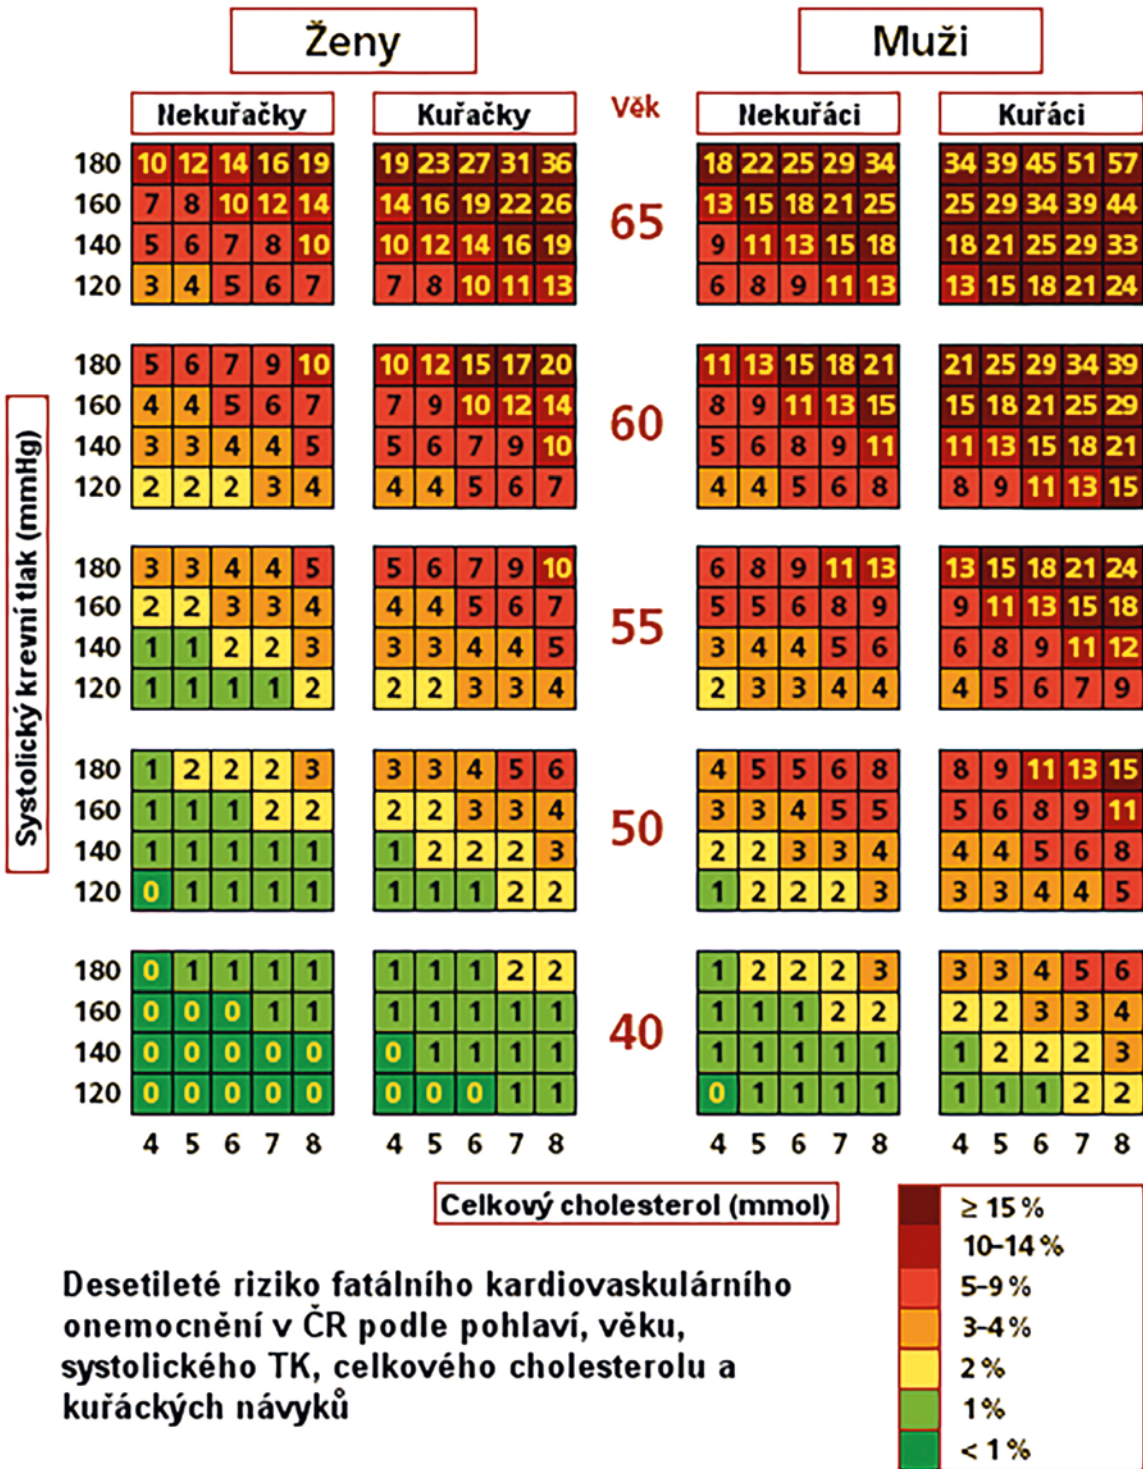 Ženy Muži
Nekuřačky Kuřačky Věk Nekuřáci Kuřáci
180 10 12 14 16 19 19 23 27 31 36 18 22 25 29 34 34 39 45 51 57
160 7 8 10 12 14 14 16 19 22 26 13 15 18 21 25 25 29 34 39 44
65
140 5 6 7 8 10 10 12 14 16 19 9 11 13 15 18 18 21 25 29 33
120 3 4 5 6 7 7 8 10 11 13 6 8 9 11 13 13 15 18 21 24
180 5 6 7 9 10 10 12 15 17 20 11 13 15 18 21 21 25 29 34 39
160 4 4 5 6 7 7 9 10 12 14 8 9 11 13 15 15 18 21 25 29
60
140 3 3 4 4 5 5 6 7 9 10 5 6 8 9 11 11 13 15 18 21
120 2 2 2 3 4 4 4 5 6 7 4 4 5 6 8 8 9 11 13 15
180 3 3 4 4 5 5 6 7 9 10 6 8 9 11 13 13 15 18 21 24
160 2 2 3 3 4 4 4 5 6 7 5 5 6 8 9 9 11 13 15 18
55
140 1 1 2 2 3 3 3 4 4 5 3 4 4 5 6 6 8 9 11 12
120 1 1 1 1 2 2 2 3 3 4 2 3 3 4 4 4 5 6 7 9
180 1 2 2 2 3 3 3 4 5 6 4 5 5 6 8 8 9 11 13 15
160 1 1 1 2 2 2 2 3 3 4 3 3 4 5 5 5 6 8 9 11
50
140 1 1 1 1 1 1 2 2 2 3 2 2 3 3 4 4 4 5 6 8
120 0 1 1 1 1 1 1 1 2 2 1 2 2 2 3 3 3 4 4 5
180 0 1 1 1 1 1 1 1 2 2 1 2 2 2 3 3 3 4 5 6
160 0 0 0 1 1 1 1 1 1 1 1 1 1 2 2 2 2 3 3 4
40
140 0 0 0 0 0 0 1 1 1 1 1 1 1 1 1 1 2 2 2 3
120 0 0 0 0 0 0 0 0 1 1 0 1 1 1 1 1 1 1 2 2
4 5 6 7 8 4 5 6 7 8 4 5 6 7 8 4 5 6 7 8
Systolický krevní tlak (mmHg)
Celkový cholesterol (mmol)
≥ 15 %
10–14 %
5–9 %
3–4 %
2 %
1 %
< 1 %
Desetileté riziko fatálního kardiovaskulárního
onemocnění v ČR podle pohlaví, věku,
systolického TK, celkového cholesterolu a
kuřáckých návyků